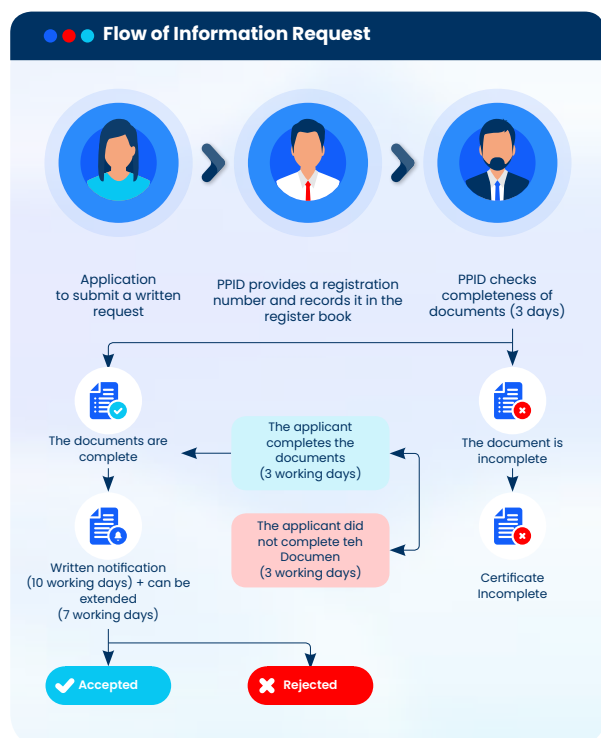 Flow of Information Request
Application
to submit a written
request
PPID provides a registration
number and records it in the
register book
PPID checks
completeness of
documents (3 days)
The documents are
complete
The applicant
completes the
documents
(3 working days)
The document is
incomplete
The applicant did
not complete teh
Documen
(3 working days)
Written notification
(10 working days) + can be
extended
(7 working days)
Certificate
Incomplete
Accepted
Rejected